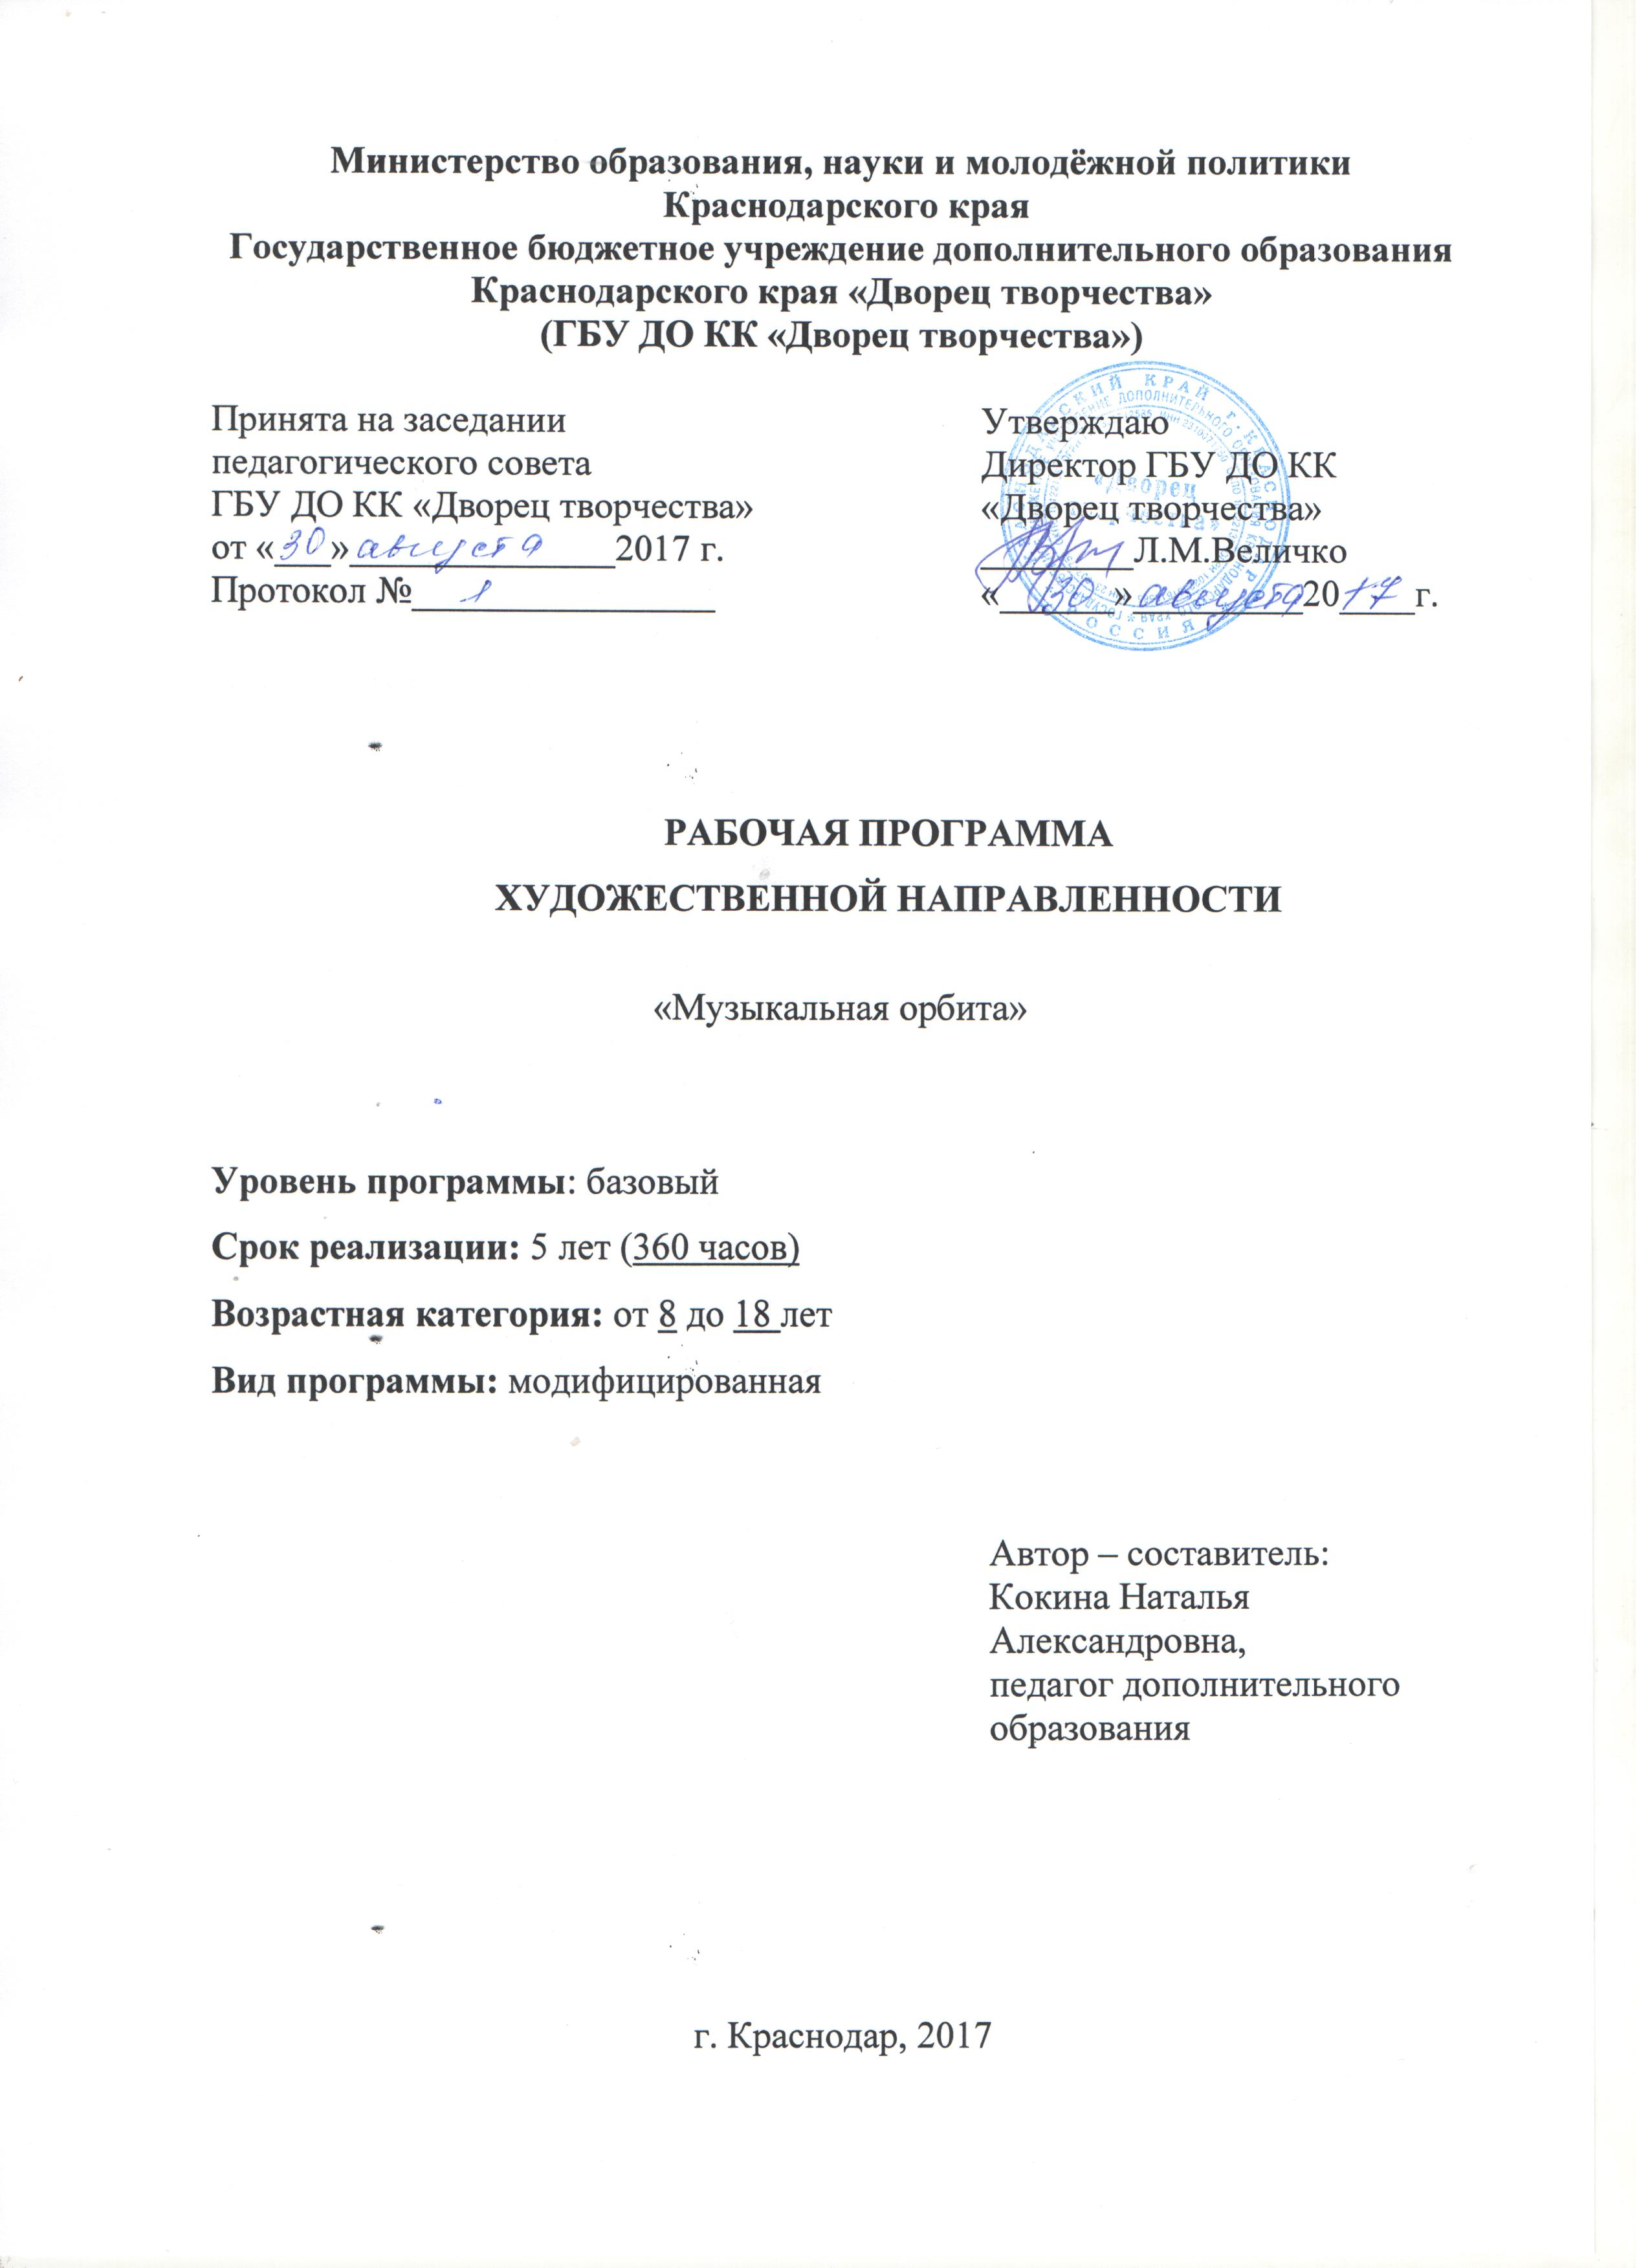 Министерство образования, науки и молодёжной политики
Краснодарского края
Государственное бюджетное учреждение дополнительного образования
Краснодарского края «Дворец творчества»
(ГБУ ДО КК «Дворец творчества»)
Принята на заседании
педагогического совета
ГБУ ДО КК «Дворец творчества»
от «30» августа 2017 г.
Протокол № 1
Утверждаю
Директор ГБУ ДО КК
«Дворец творчества»
Л.М.Величко
«30» августа 2017 г.
РАБОЧАЯ ПРОГРАММА
ХУДОЖЕСТВЕННОЙ НАПРАВЛЕННОСТИ
«Музыкальная орбита»
Уровень программы: базовый
Срок реализации: 5 лет (360 часов)
Возрастная категория: от 8 до 18 лет
Вид программы: модифицированная
Автор – составитель:
Кокина Наталья
Александровна,
педагог дополнительного
образования
г. Краснодар, 2017